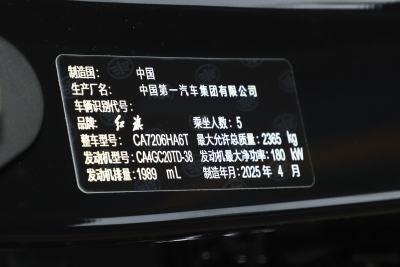 制造国： 中国
生产厂名： 中国第一汽车集团有限公司
车辆识别代号：
品牌： 红旗 乘坐人数：5
整车型号： CA7206HA6T 最大允许总质量：2365 kg
发动机型号：CA4GC20TD-38 发动机最大净功率：180 kW
发动机排量：1989 mL 制造年月：2025年 4 月